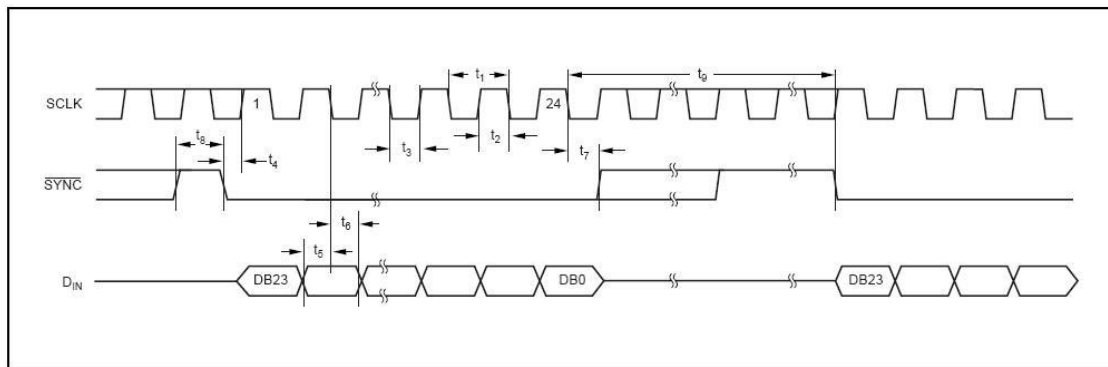 t₁ t₉
SCLK 1 24
t₈ t₄ t₃ t₂ t₇
SYNC
t₆
t₅
DIN DB23 DB0 DB23